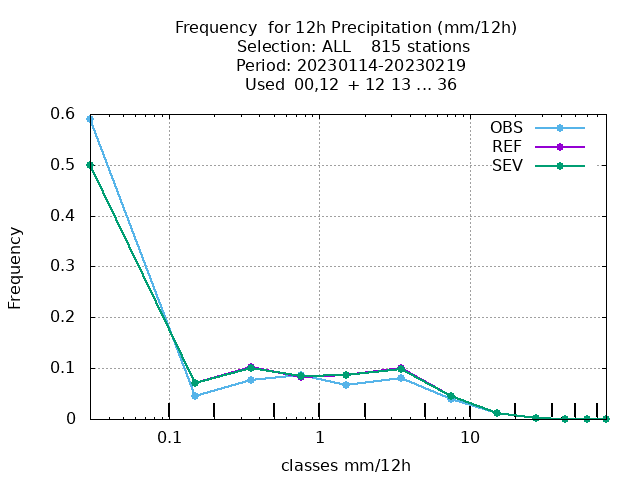 Frequency  for 12h Precipitation (mm/12h)
Selection: ALL    815 stations
Period: 20230114-20230219
Used  00,12  + 12 13 ... 36
OBS
REF
SEV
Frequency
0.6
0.5
0.4
0.3
0.2
0.1
0
0.1
1
10
classes mm/12h